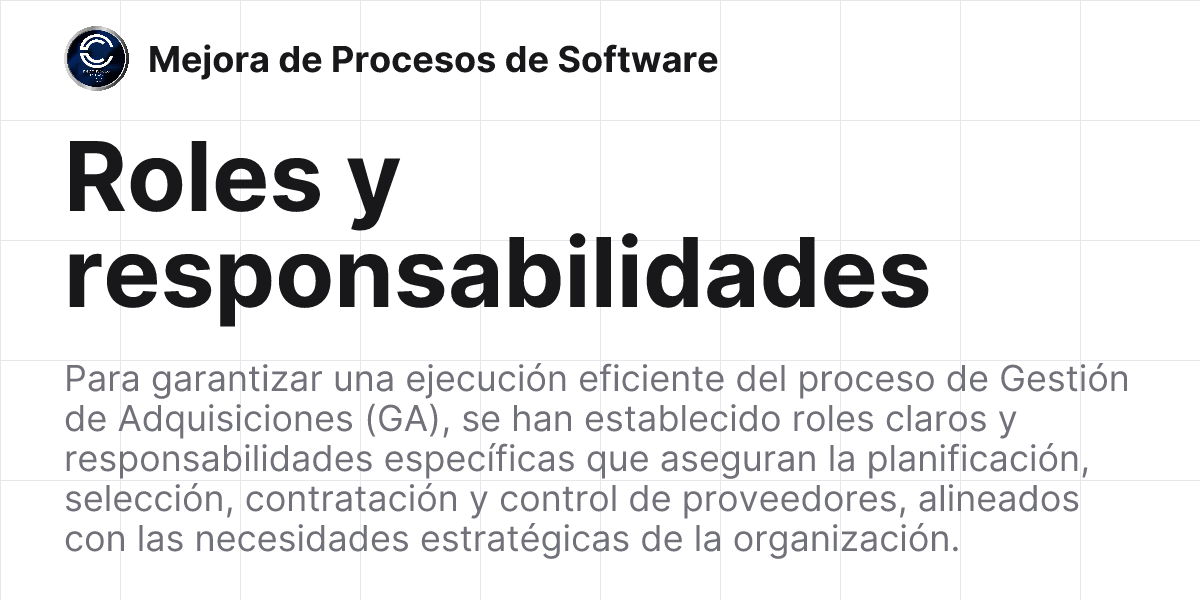 Mejora de Procesos de Software
Roles y
responsabilidades
Para garantizar una ejecución eficiente del proceso de Gestión
de Adquisiciones (GA), se han establecido roles claros y
responsabilidades específicas que aseguran la planificación,
selección, contratación y control de proveedores, alineados
con las necesidades estratégicas de la organización.